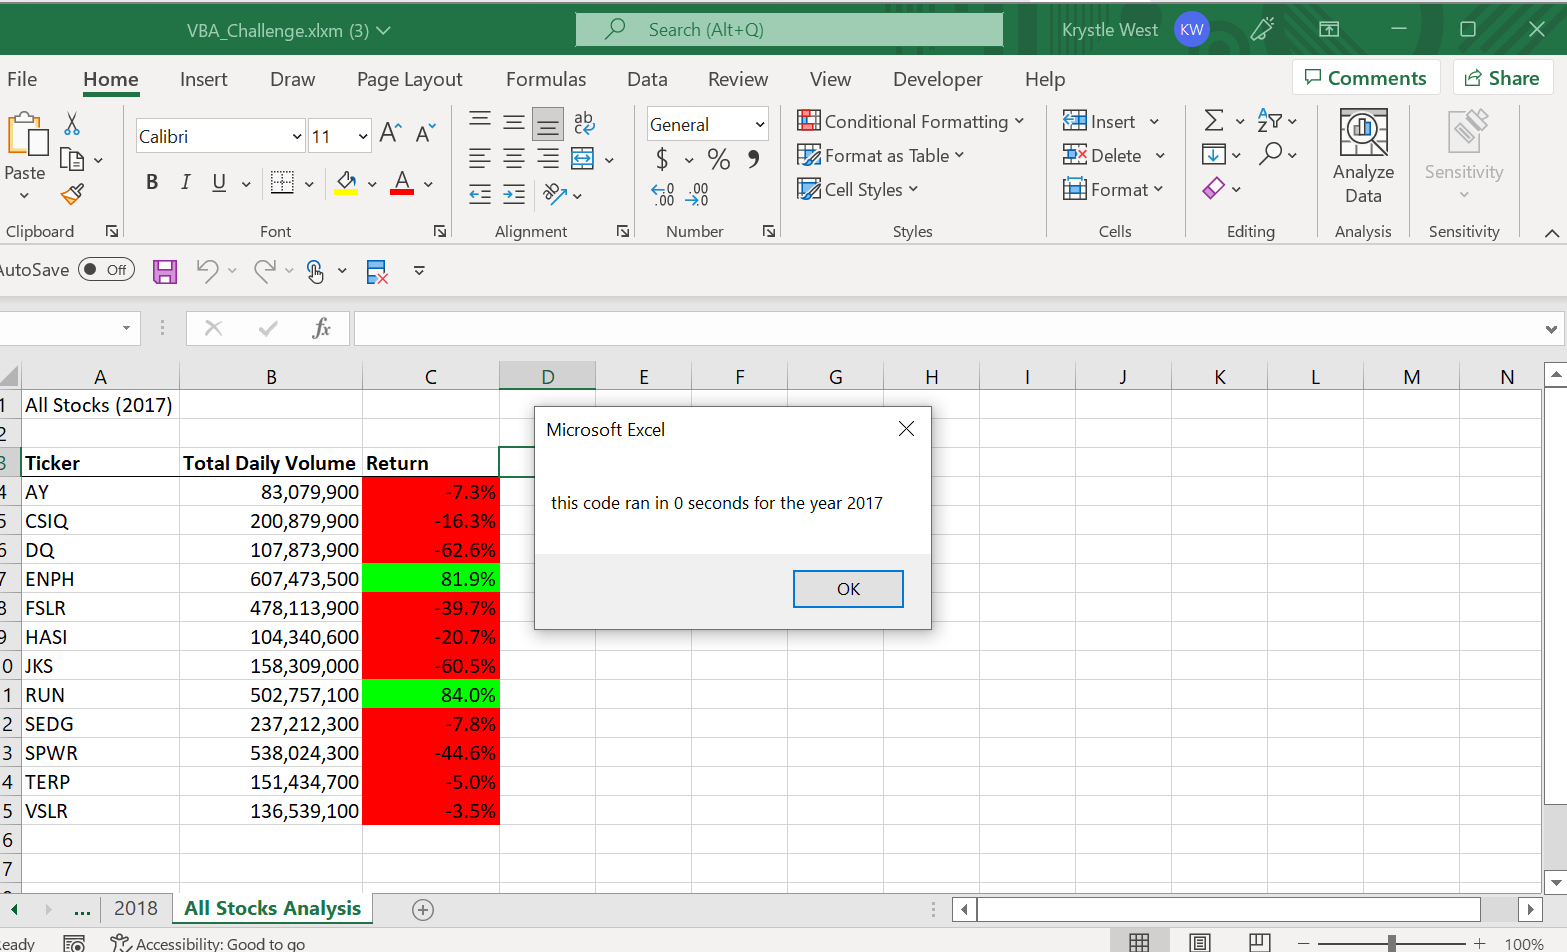 VBA_Challenge.xlxm (3)
Search (Alt+Q)
Krystle West
KW
File Home Insert Draw Page Layout Formulas Data Review View Developer Help
Comments
Share
Paste
Clipboard
Calibri 11
B I U A
Font
ab
Alignment
General
$ % 9
Number
Conditional Formatting
Format as Table
Cell Styles
Styles
Insert
Delete
Format
Cells
Editing
Analyze
Data
Analysis
Sensitivity
Sensitivity
AutoSave Off
fx
A B C D E F G H I J K L M N
1 All Stocks (2017)
2
3 Ticker Total Daily Volume Return
4 AY 83,079,900 -7.3%
5 CSIQ 200,879,900 -16.3%
6 DQ 107,873,900 -62.6%
7 ENPH 607,473,500 81.9%
8 FSLR 478,113,900 -39.7%
9 HASI 104,340,600 -20.7%
0 JKS 158,309,000 -60.5%
1 RUN 502,757,100 84.0%
2 SEDG 237,212,300 -7.8%
3 SPWR 538,024,300 -44.6%
4 TERP 151,434,700 -5.0%
5 VSLR 136,539,100 -3.5%
6
7
Microsoft Excel
this code ran in 0 seconds for the year 2017
OK
... 2018 All Stocks Analysis
eady Accessibility: Good to go 100%